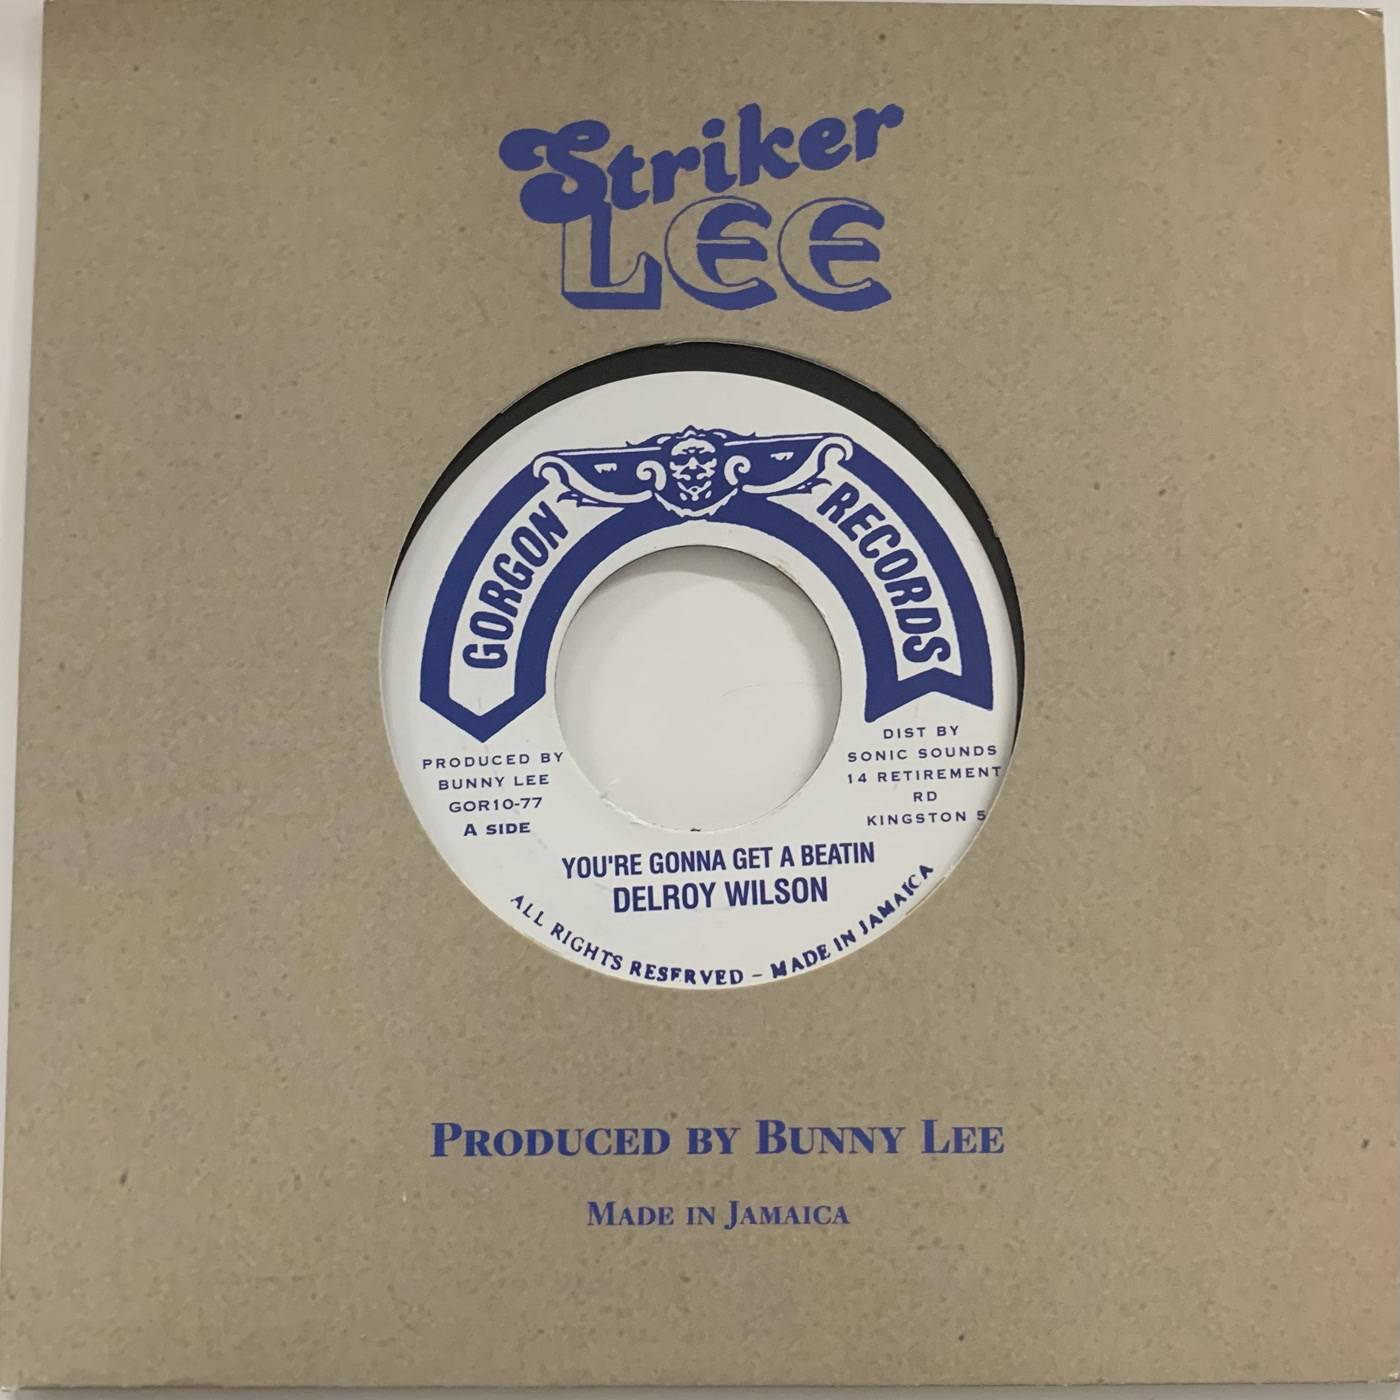 Striker
LEE
GORGON RECORDS
PRODUCED BY
BUNNY LEE
GOR10-77
A SIDE
DIST BY
SONIC SOUNDS
14 RETIREMENT
RD
KINGSTON 5
YOU'RE GONNA GET A BEATIN
DELROY WILSON
ALL RIGHTS RESERVED - MADE IN JAMAICA
PRODUCED BY BUNNY LEE
MADE IN JAMAICA